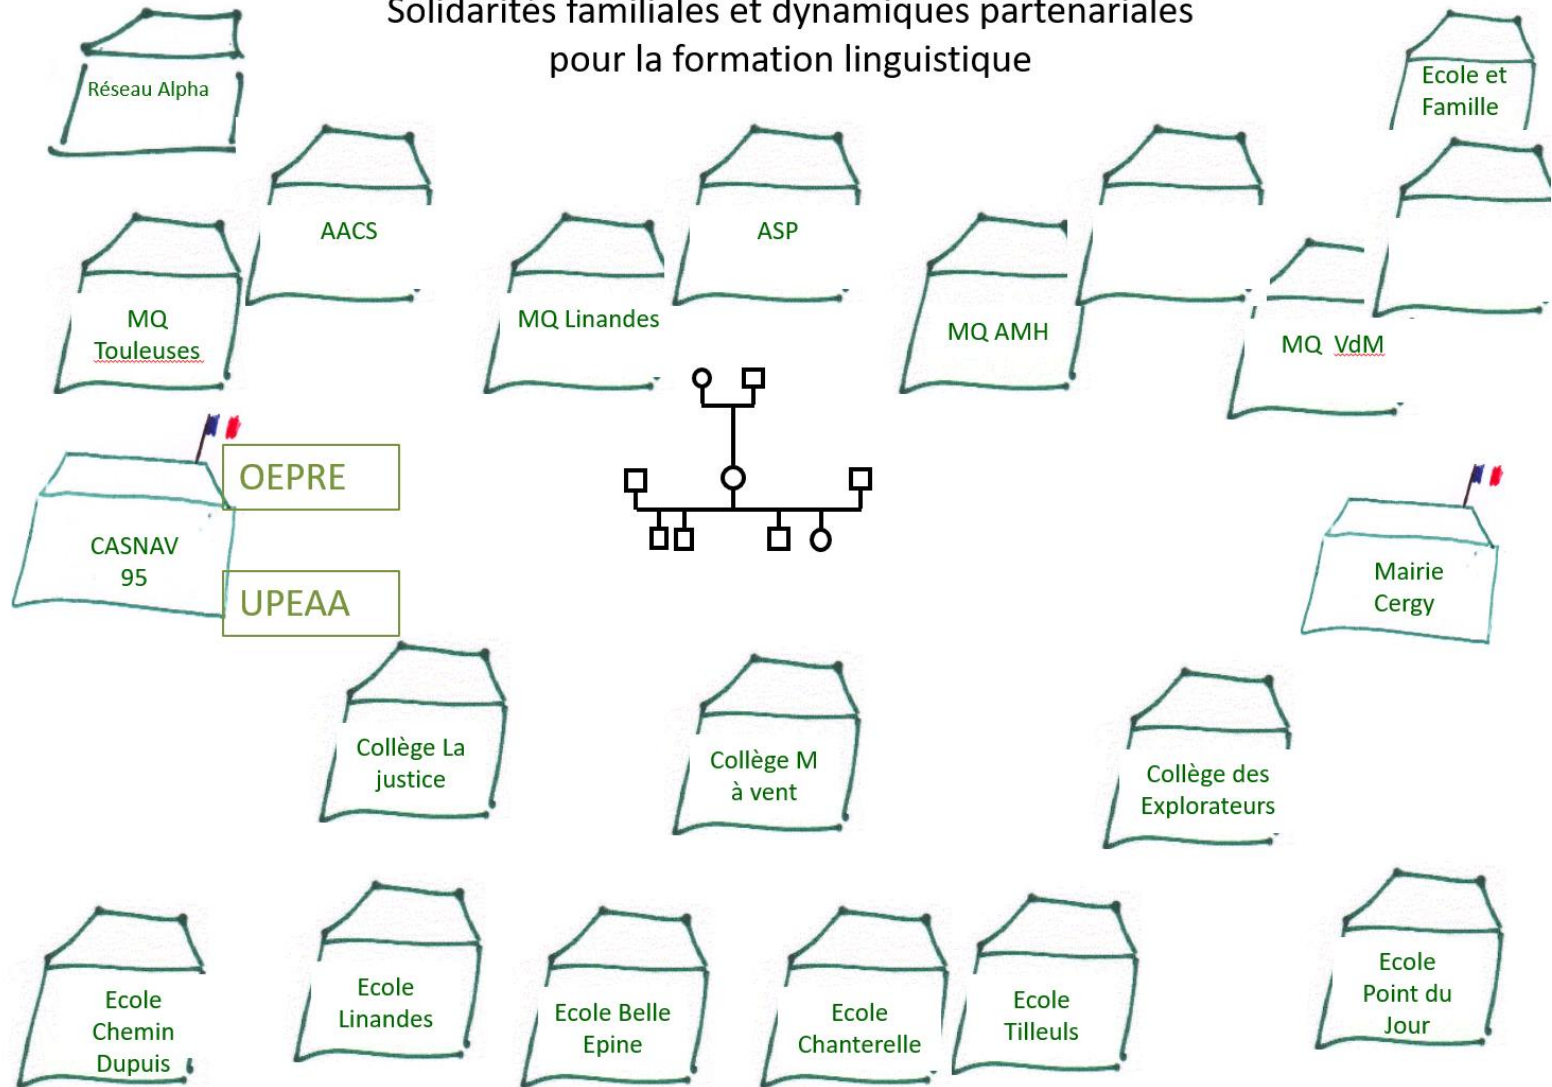 Solidarités familiales et dynamiques partenariales
pour la formation linguistique
Réseau Alpha
Ecole et
Famille
AACS
ASP
MQ
Touleuses
MQ Linandes
MQ AMH
MQ VdM
OEPRE
CASNAV
95
UPEAA
Mairie
Cergy
Collège La
justice
Collège M
à vent
Collège des
Explorateurs
Ecole
Chemin
Dupuis
Ecole
Linandes
Ecole Belle
Epine
Ecole
Chanterelle
Ecole
Tilleuls
Ecole
Point du
Jour